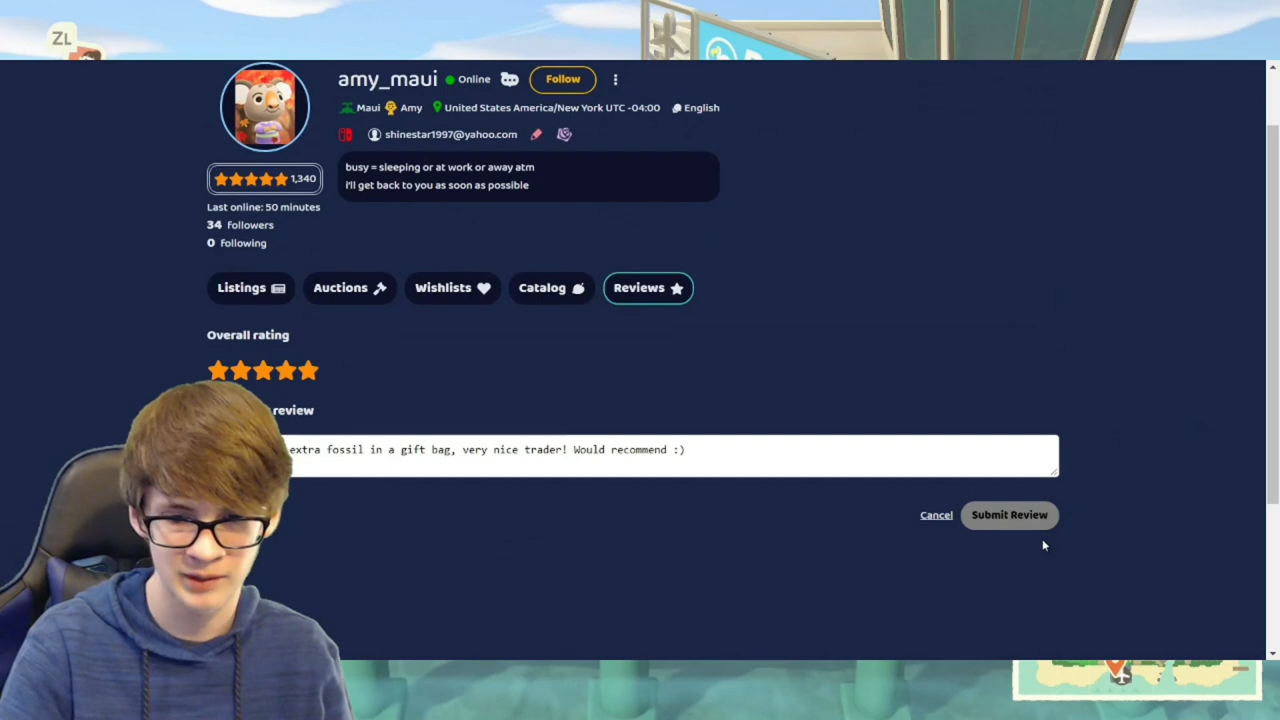 ZL
amy_maui Online Follow
Maui Amy United States America/New York UTC -04:00 English
shinestar1997@yahoo.com
busy = sleeping or at work or away atm
i'll get back to you as soon as possible
1,340
Last online: 50 minutes
34 followers
0 following
Listings Auctions Wishlists Catalog Reviews
Overall rating
review
extra fossil in a gift bag, very nice trader! Would recommend :)
Cancel Submit Review